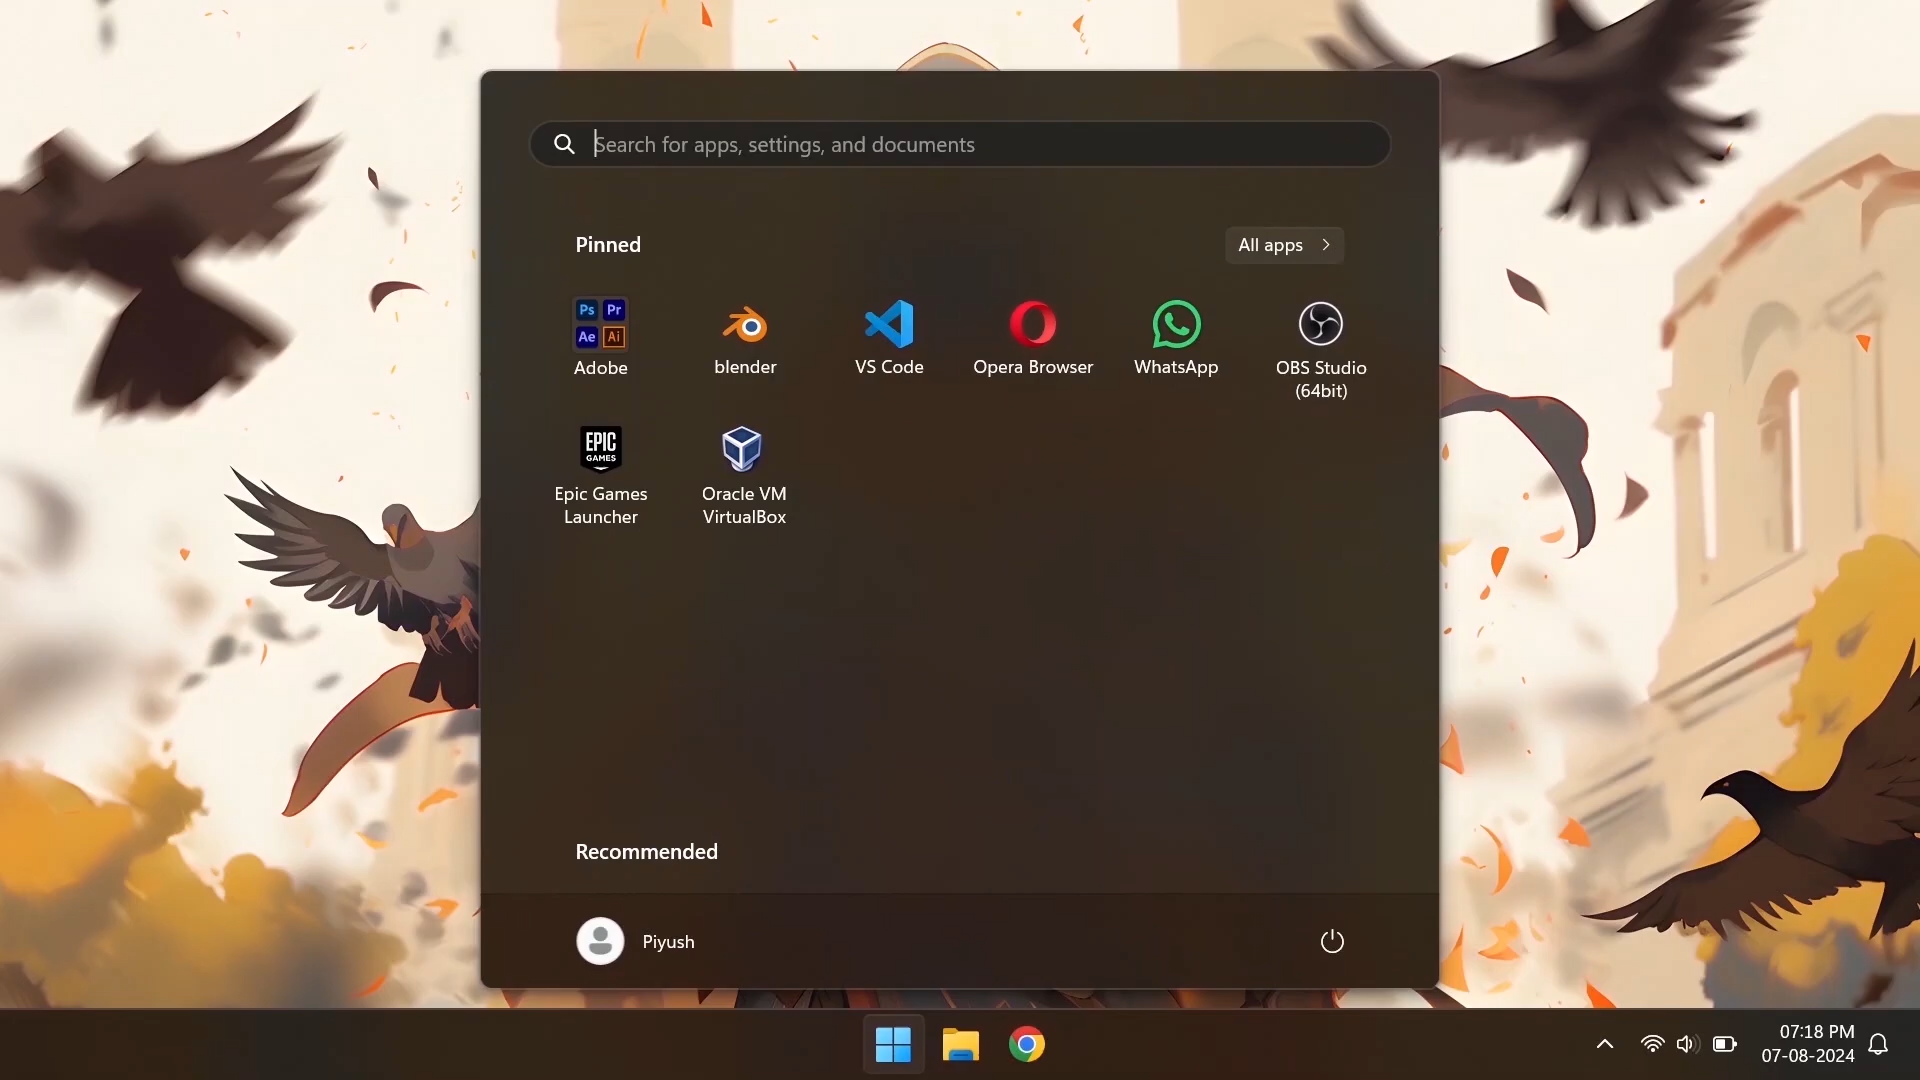 Search for apps, settings, and documents
Pinned
All apps
Ps Pr
Ae Ai
Adobe
blender
VS Code
Opera Browser
WhatsApp
OBS Studio
(64bit)
EPIC
GAMES
Epic Games
Launcher
Oracle VM
VirtualBox
Recommended
Piyush
07:18 PM
07-08-2024